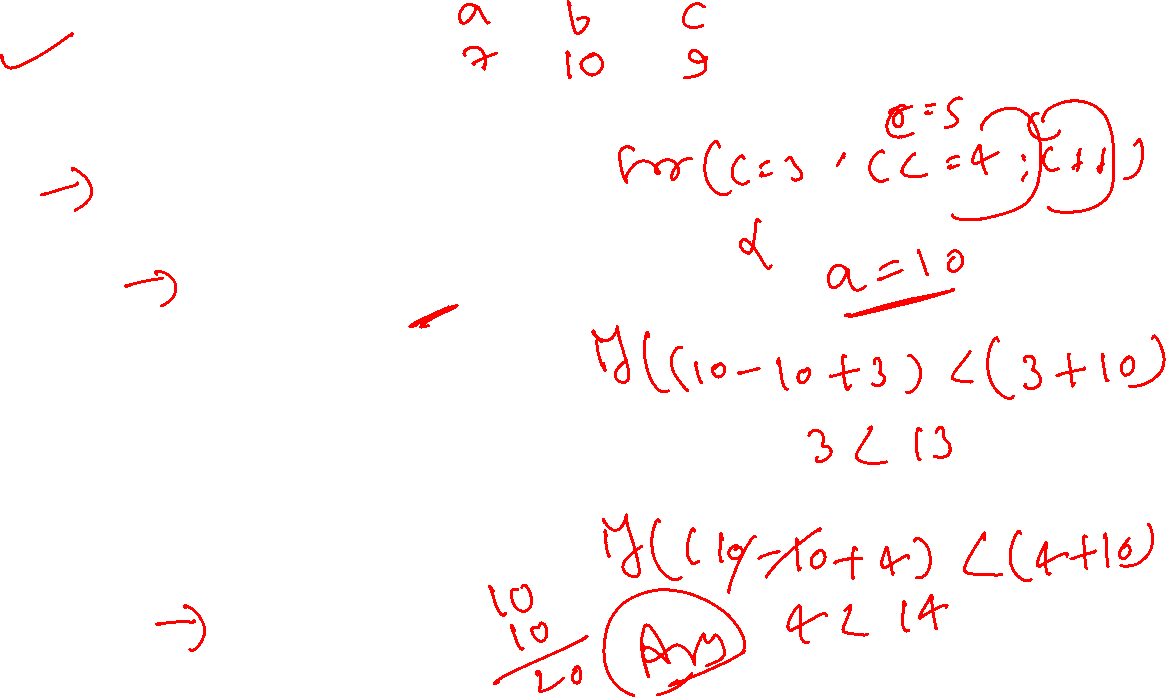 a b c
7 10 9
c=5
for(c=3; c<=4; c++)
{
a=10
if((10-10+3)<(3+10)
3<13
if((10-10+4)<(4+10)
4<14
10
10
20
Ans